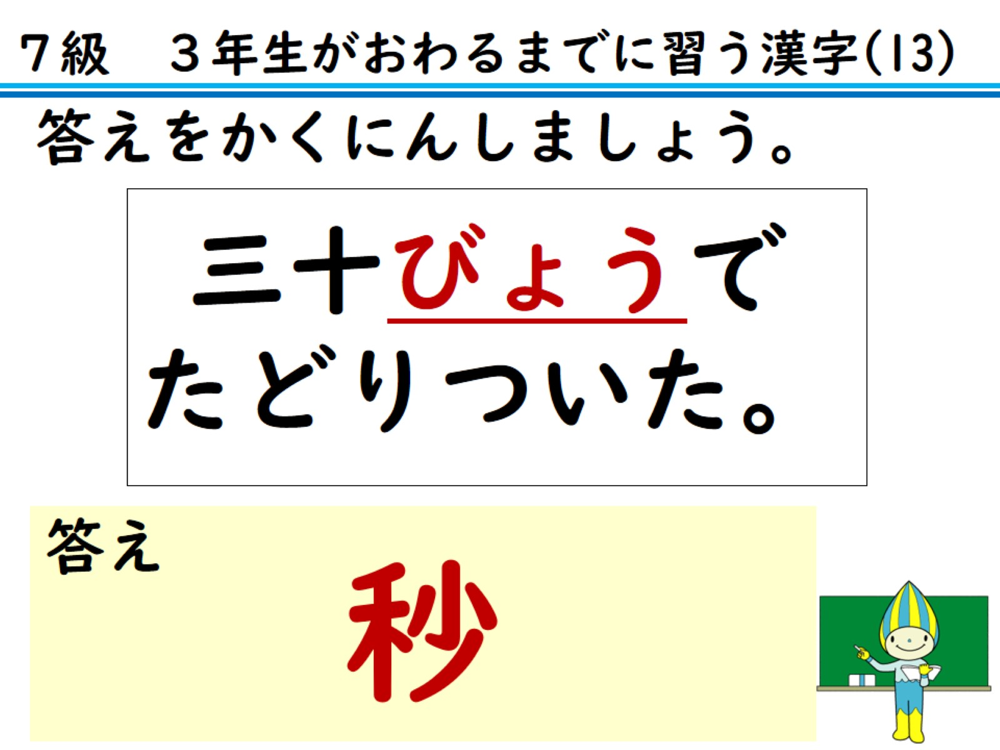 ７級　３年生がおわるまでに習う漢字(13)
答えをかくにんしましょう。
三十びょうで
たどりついた。
答え
秒